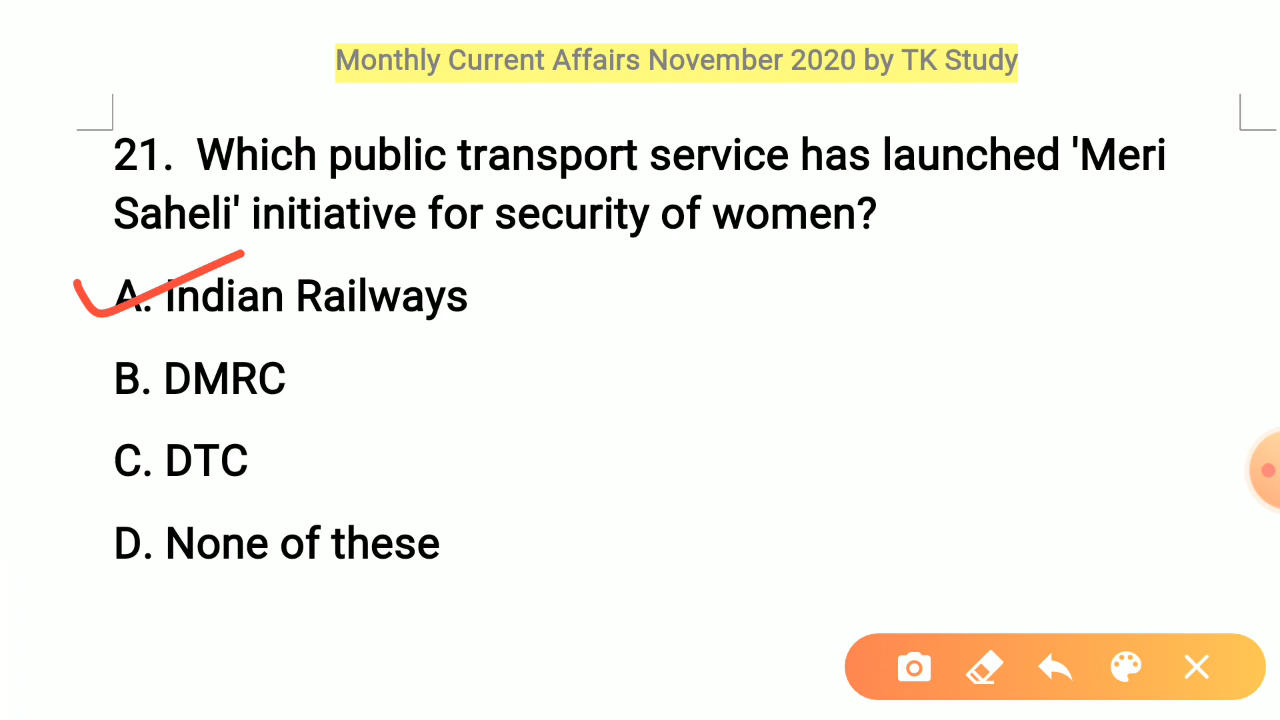 Monthly Current Affairs November 2020 by TK Study
21. Which public transport service has launched 'Meri
Saheli' initiative for security of women?
A. Indian Railways
B. DMRC
C. DTC
D. None of these